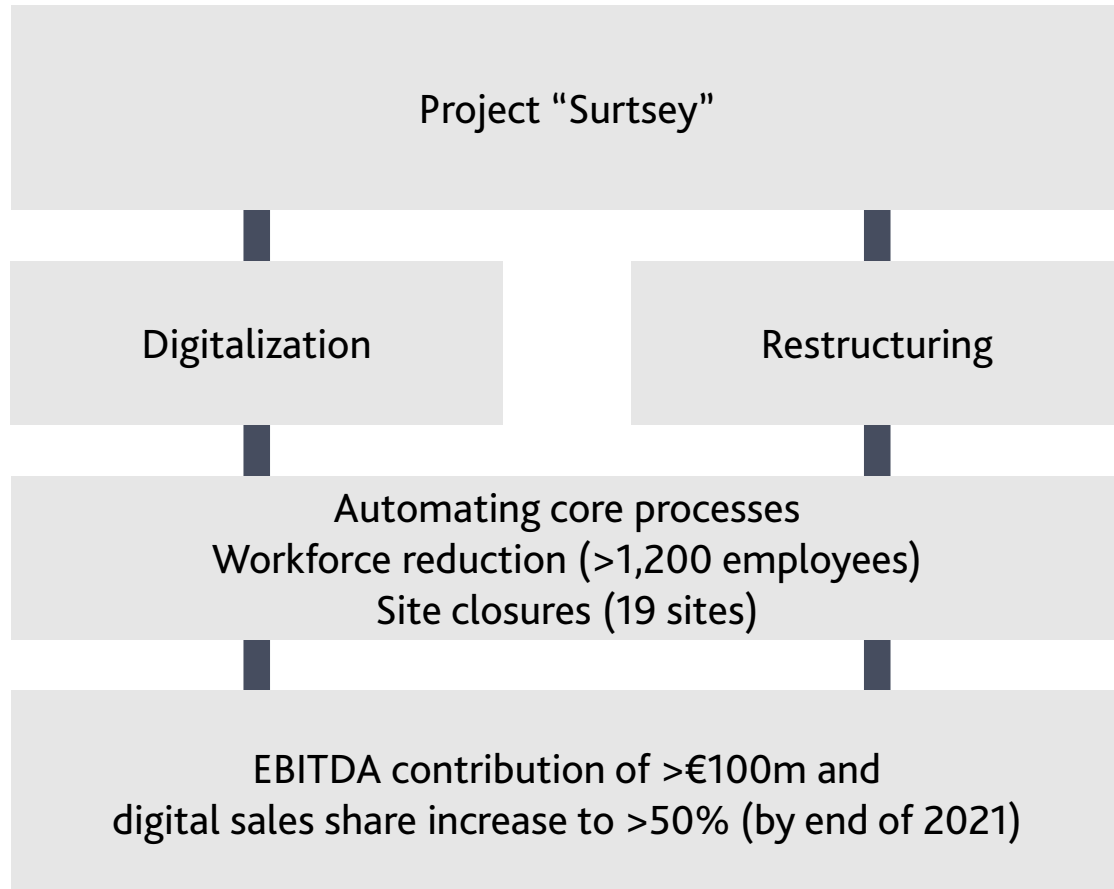 Project “Surtsey”
Digitalization
Restructuring
Automating core processes
Workforce reduction (>1,200 employees)
Site closures (19 sites)
EBITDA contribution of >€100m and
digital sales share increase to >50% (by end of 2021)